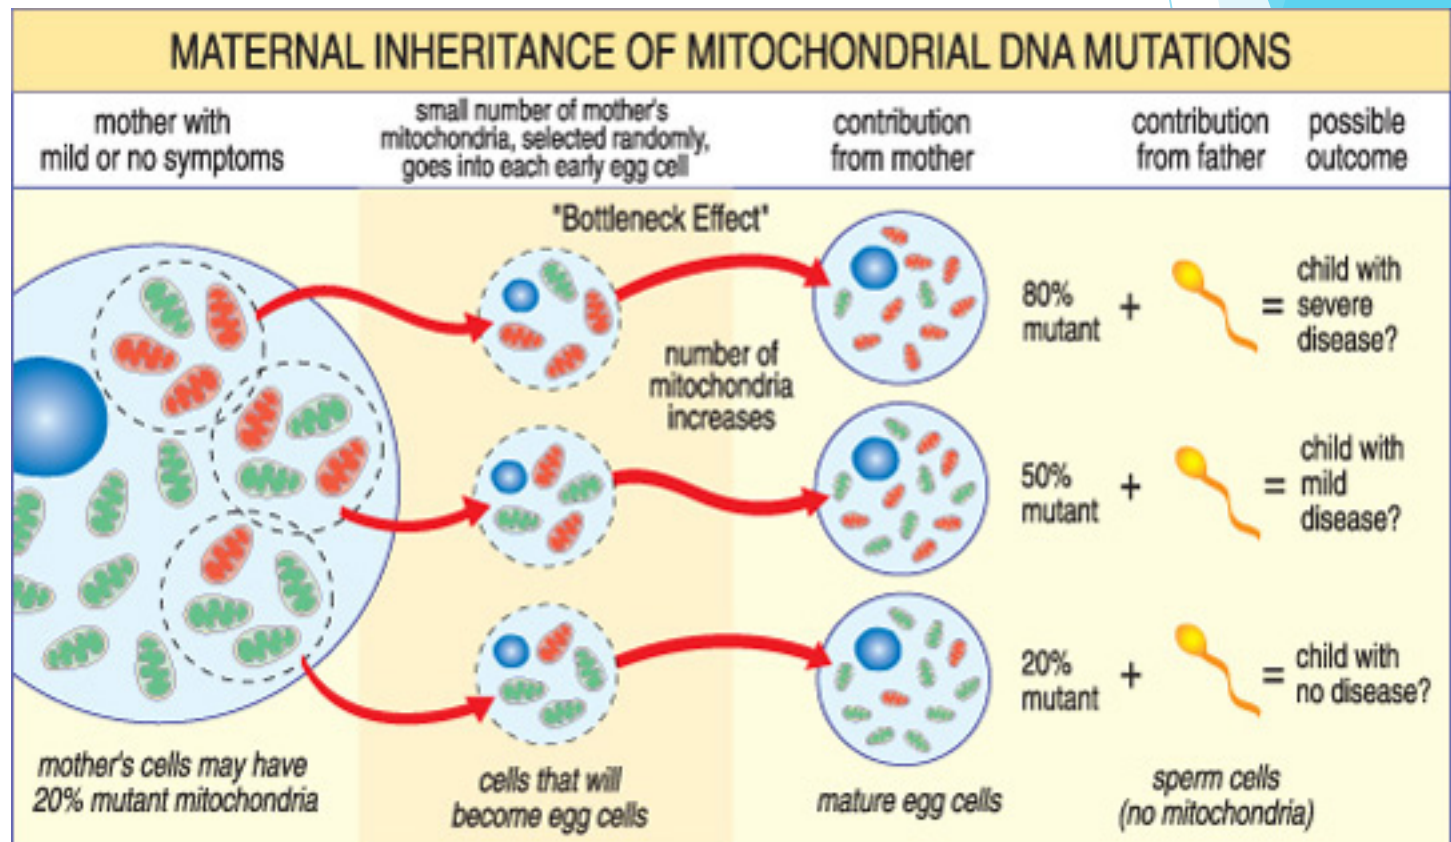 MATERNAL INHERITANCE OF MITOCHONDRIAL DNA MUTATIONS
mother with
mild or no symptoms
small number of mother's
mitochondria, selected randomly,
goes into each early egg cell
contribution
from mother
contribution
from father
possible
outcome
"Bottleneck Effect"
number of
mitochondria
increases
80%
mutant
+
=
child with
severe
disease?
50%
mutant
+
=
child with
mild
disease?
20%
mutant
+
=
child with
no disease?
mother's cells may have
20% mutant mitochondria
cells that will
become egg cells
mature egg cells
sperm cells
(no mitochondria)